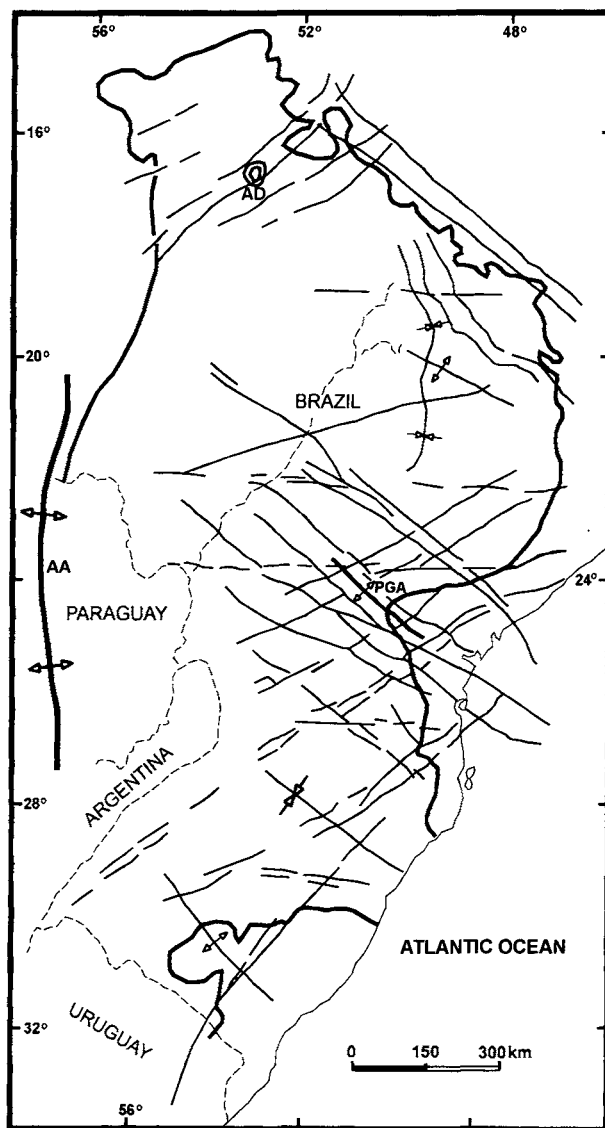 56° 52° 48°
16°
AD
20°
BRAZIL
AA
PGA
24°
PARAGUAY
ARGENTINA
28°
ATLANTIC OCEAN
URUGUAY
32°
0 150 300 km
56°